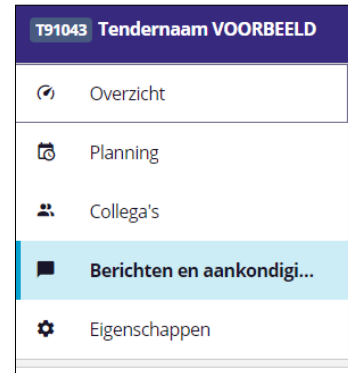 T91043 Tendernaam VOORBEELD
Overzicht
Planning
Collega's
Berichten en aankondigi...
Eigenschappen